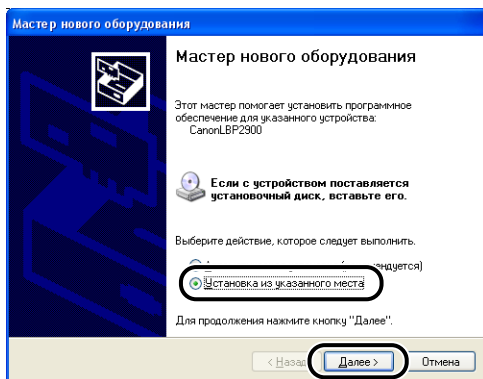 Мастер нового оборудования
Мастер нового оборудования
Этот мастер помогает установить программное
обеспечение для указанного устройства:
CanonLBP2900
Если с устройством поставляется
установочный диск, вставьте его.
Выберите действие, которое следует выполнить.
Установка из указанного места
Для продолжения нажмите кнопку "Далее".
< Назад
Далее >
Отмена